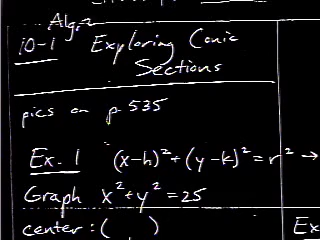 Alg. 2
10-1 Exploring Conic
Sections
pics on p. 535
Ex. 1 (x-h)² + (y-k)² = r² →
Graph x² + y² = 25
center: ( )
Ex